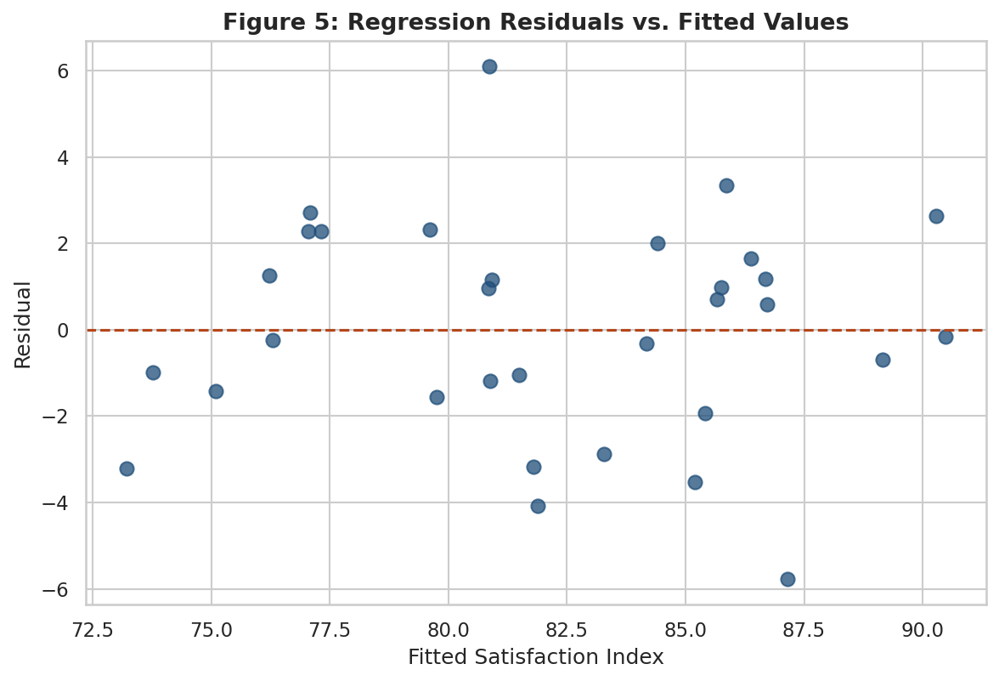 Figure 5: Regression Residuals vs. Fitted Values
6
4
2
0
−2
−4
−6
Residual
72.5 75.0 77.5 80.0 82.5 85.0 87.5 90.0
Fitted Satisfaction Index